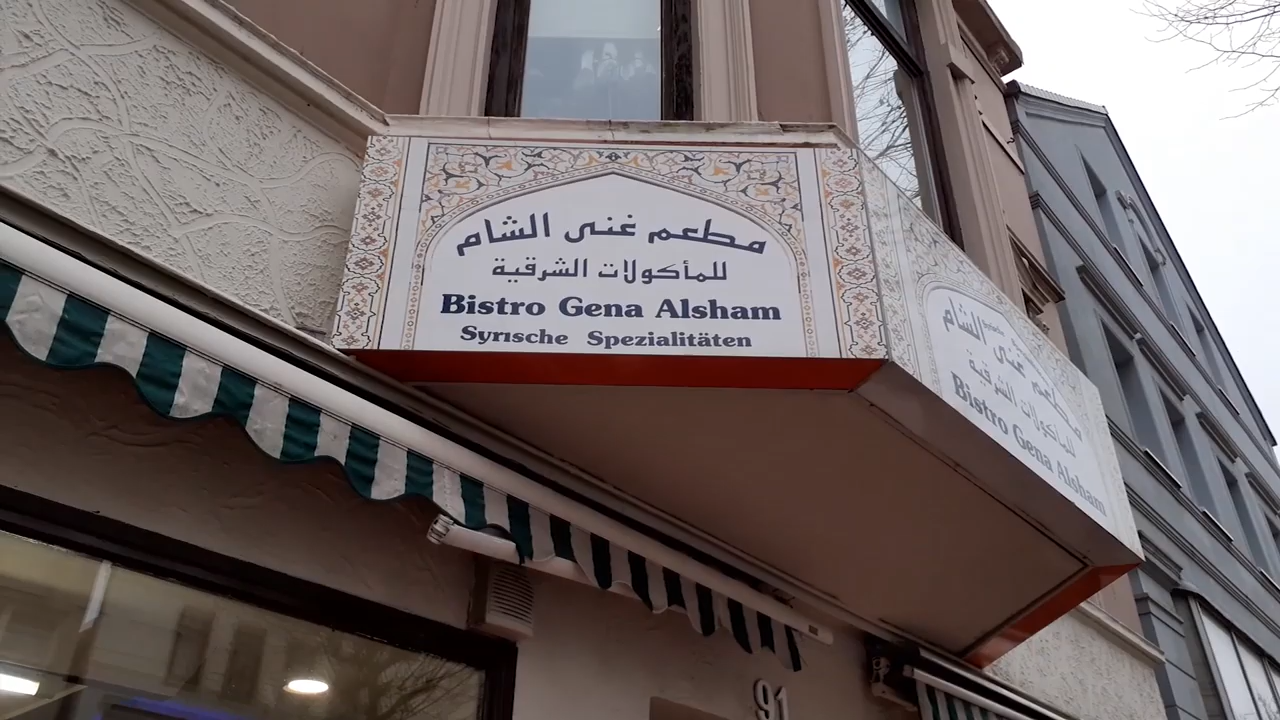 مطعم غنى الشام
للمأكولات الشرقية
Bistro Gena Alsham
Syrische Spezialitäten
مطعم غنى الشام
للمأكولات الشرقية
Bistro Gena Alsham
91